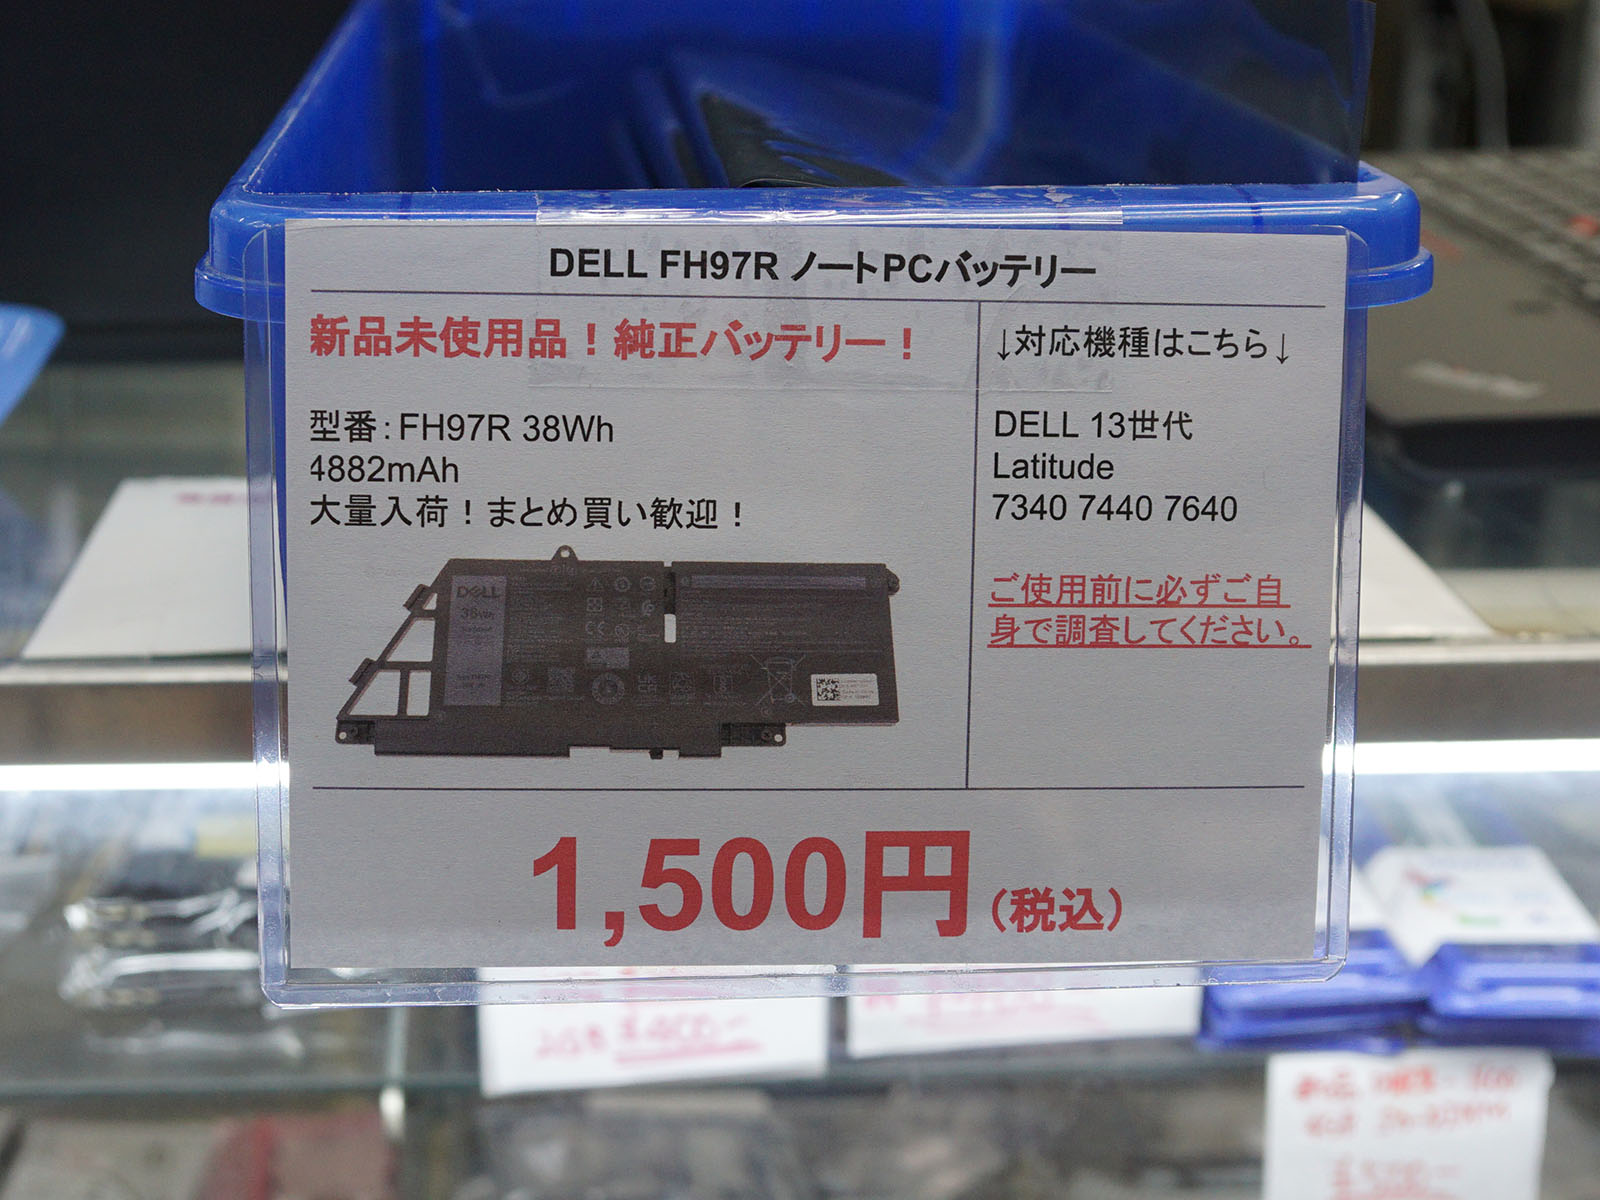 DELL FH97R ノートPCバッテリー
新品未使用品！純正バッテリー！
型番：FH97R 38Wh
4882mAh
大量入荷！まとめ買い歓迎！
↓対応機種はこちら↓
DELL 13世代
Latitude
7340 7440 7640
ご使用前に必ずご自
身で調査してください。
DELL
38Wh
1,500円（税込）